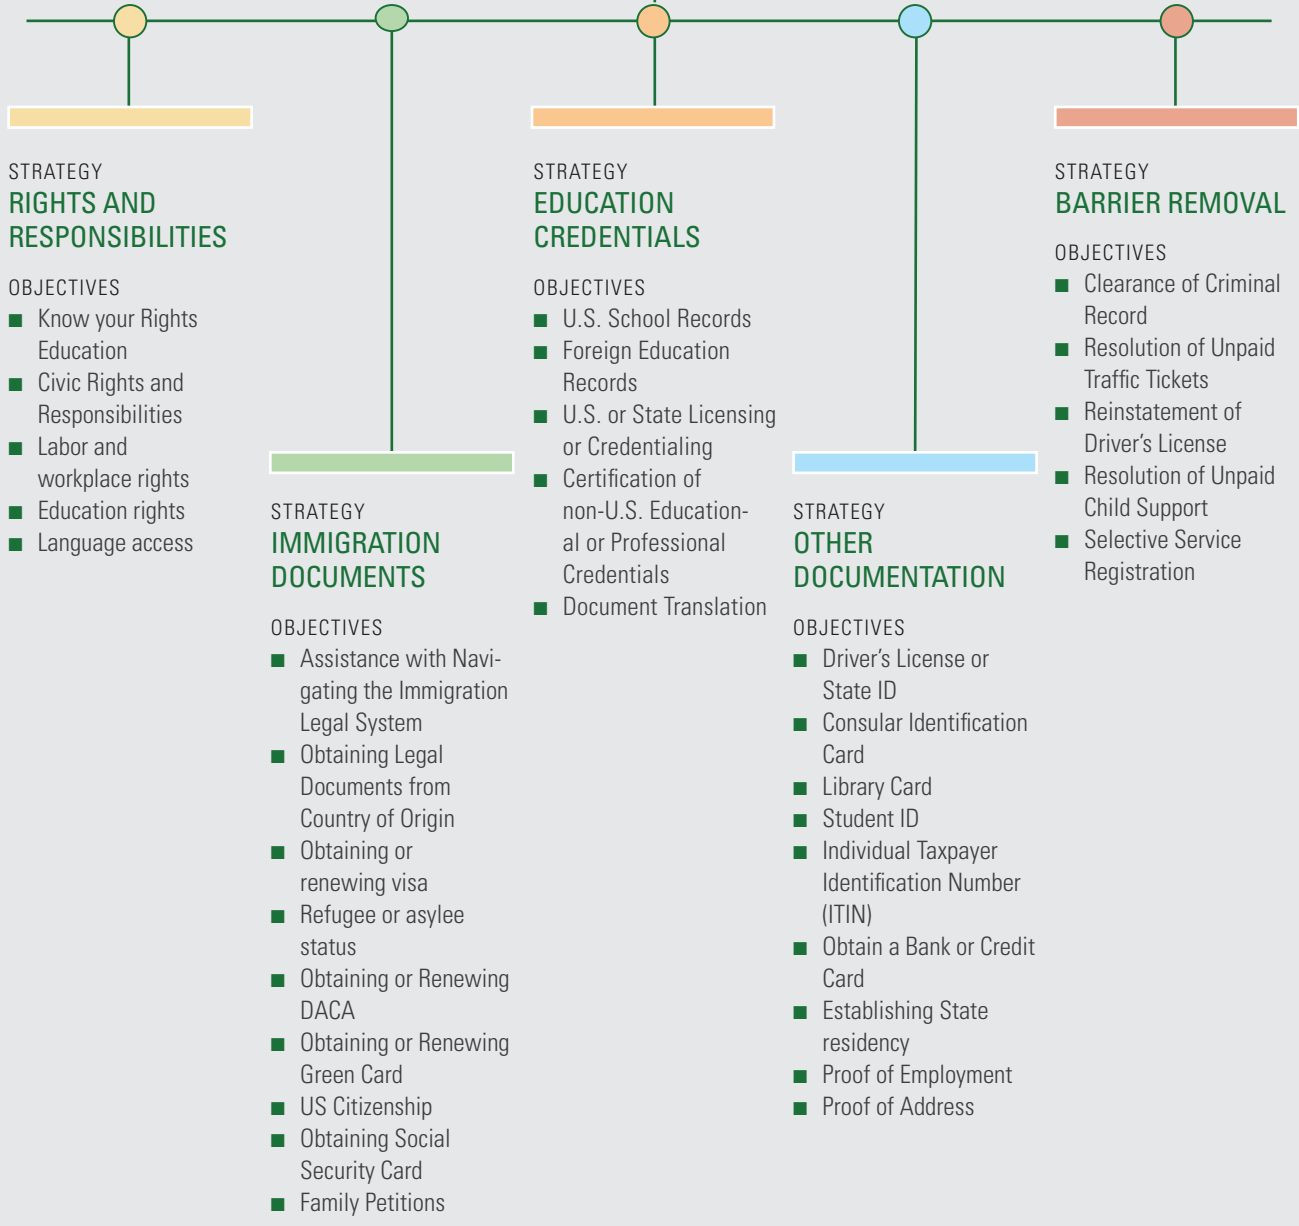 STRATEGY
RIGHTS AND
RESPONSIBILITIES
OBJECTIVES
■ Know your Rights
Education
■ Civic Rights and
Responsibilities
■ Labor and
workplace rights
■ Education rights
■ Language access
STRATEGY
IMMIGRATION
DOCUMENTS
OBJECTIVES
■ Assistance with Navi-
gating the Immigration
Legal System
■ Obtaining Legal
Documents from
Country of Origin
■ Obtaining or
renewing visa
■ Refugee or asylee
status
■ Obtaining or Renewing
DACA
■ Obtaining or Renewing
Green Card
■ US Citizenship
■ Obtaining Social
Security Card
■ Family Petitions
STRATEGY
EDUCATION
CREDENTIALS
OBJECTIVES
■ U.S. School Records
■ Foreign Education
Records
■ U.S. or State Licensing
or Credentialing
■ Certification of
non-U.S. Education-
al or Professional
Credentials
■ Document Translation
STRATEGY
OTHER
DOCUMENTATION
OBJECTIVES
■ Driver's License or
State ID
■ Consular Identification
Card
■ Library Card
■ Student ID
■ Individual Taxpayer
Identification Number
(ITIN)
■ Obtain a Bank or Credit
Card
■ Establishing State
residency
■ Proof of Employment
■ Proof of Address
STRATEGY
BARRIER REMOVAL
OBJECTIVES
■ Clearance of Criminal
Record
■ Resolution of Unpaid
Traffic Tickets
■ Reinstatement of
Driver's License
■ Resolution of Unpaid
Child Support
■ Selective Service
Registration